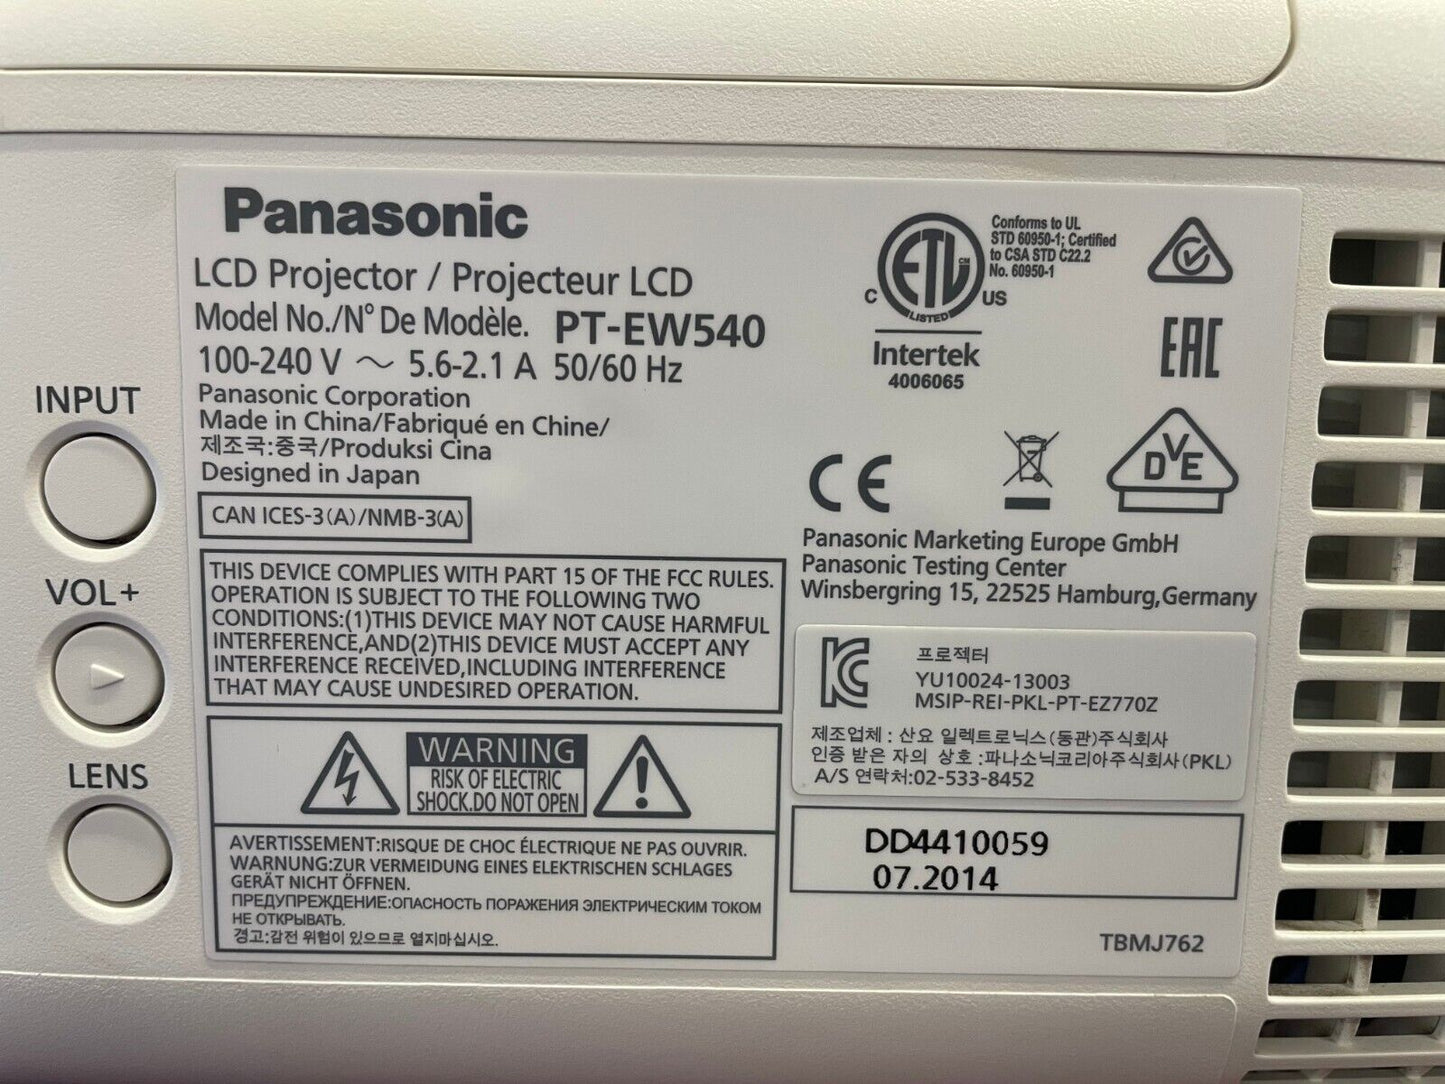 Panasonic
LCD Projector / Projecteur LCD
Model No./N° De Modèle. PT-EW540
100-240 V ～ 5.6-2.1 A 50/60 Hz
Panasonic Corporation
Made in China/Fabriqué en Chine/
제조국:중국/Produksi Cina
Designed in Japan
CAN ICES-3(A)/NMB-3(A)
THIS DEVICE COMPLIES WITH PART 15 OF THE FCC RULES.
OPERATION IS SUBJECT TO THE FOLLOWING TWO
CONDITIONS:(1)THIS DEVICE MAY NOT CAUSE HARMFUL
INTERFERENCE,AND(2)THIS DEVICE MUST ACCEPT ANY
INTERFERENCE RECEIVED,INCLUDING INTERFERENCE
THAT MAY CAUSE UNDESIRED OPERATION.
WARNING
RISK OF ELECTRIC
SHOCK.DO NOT OPEN
AVERTISSEMENT:RISQUE DE CHOC ÉLECTRIQUE NE PAS OUVRIR.
WARNUNG:ZUR VERMEIDUNG EINES ELEKTRISCHEN SCHLAGES
GERÄT NICHT ÖFFNEN.
ПРЕДУПРЕЖДЕНИЕ:ОПАСНОСТЬ ПОРАЖЕНИЯ ЭЛЕКТРИЧЕСКИМ ТОКОМ
НЕ ОТКРЫВАТЬ.
경고:감전 위험이 있으므로 열지마십시오.
INPUT
VOL+
LENS
ETL CM
LISTED
C US
Conforms to UL
STD 60950-1; Certified
to CSA STD C22.2
No. 60950-1
Intertek
4006065
EAC
CE
DVE
Panasonic Marketing Europe GmbH
Panasonic Testing Center
Winsbergring 15, 22525 Hamburg,Germany
KC
프로젝터
YU10024-13003
MSIP-REI-PKL-PT-EZ770Z
제조업체 : 산요 일렉트로닉스(동관)주식회사
인증 받은 자의 상호 :파나소닉코리아주식회사(PKL)
A/S 연락처:02-533-8452
DD4410059
07.2014
TBMJ762